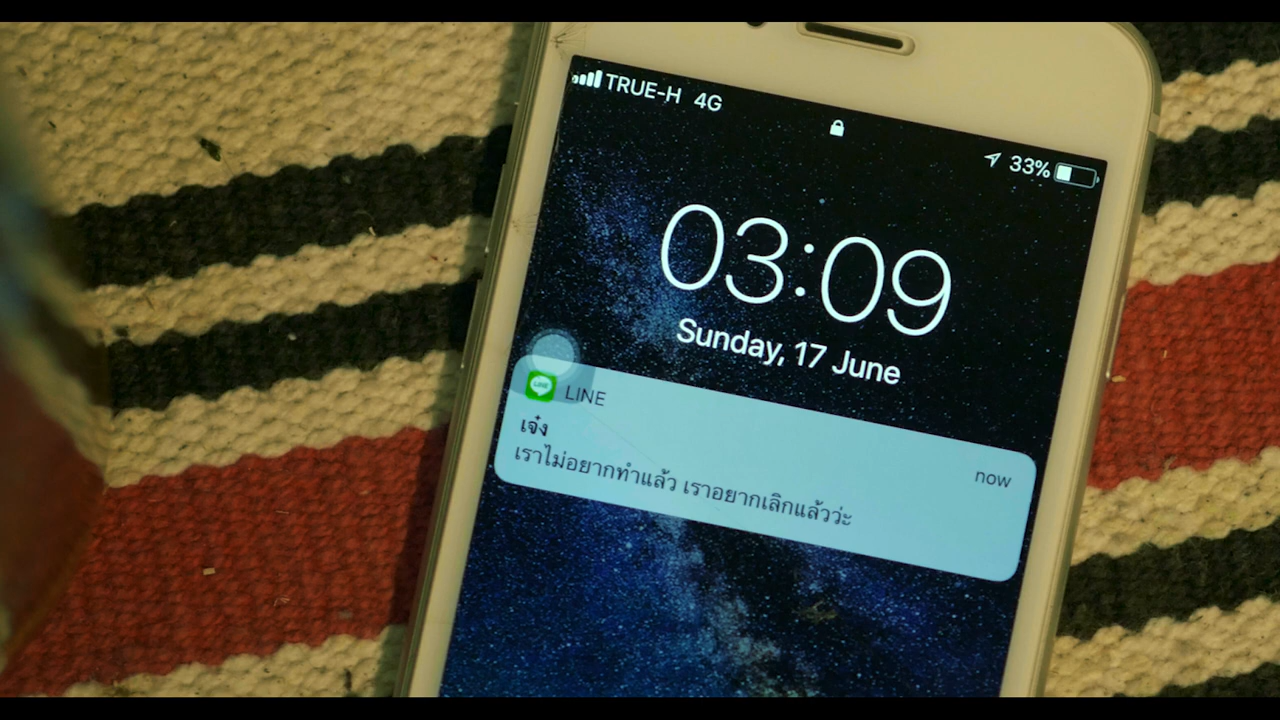 TRUE-H 4G
33%
03:09
Sunday, 17 June
LINE
เจ๋ง
now
เราไม่อยากทำแล้ว เราอยากเลิกแล้วว่ะ